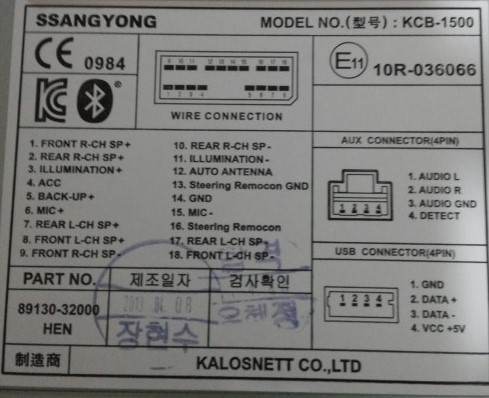 SSANGYONG
MODEL NO.(型号) : KCB-1500
CE 0984
E11 10R-036066
WIRE CONNECTION
1. FRONT R-CH SP+
2. REAR R-CH SP+
3. ILLUMINATION+
4. ACC
5. BACK-UP+
6. MIC+
7. REAR L-CH SP+
8. FRONT L-CH SP+
9. FRONT R-CH SP-
10. REAR R-CH SP-
11. ILLUMINATION-
12. AUTO ANTENNA
13. Steering Remocon GND
14. GND
15. MIC-
16. Steering Remocon
17. REAR L-CH SP-
18. FRONT L-CH SP-
AUX CONNECTOR(4PIN)
1 2 3 4
1. AUDIO L
2. AUDIO R
3. AUDIO GND
4. DETECT
USB CONNECTOR(4PIN)
1 2 3 4
1. GND
2. DATA +
3. DATA -
4. VCC +5V
PART NO. 제조일자 검사확인
89130-32000
HEN
2013 04. 08
장현수
制造商 KALOSNETT CO.,LTD